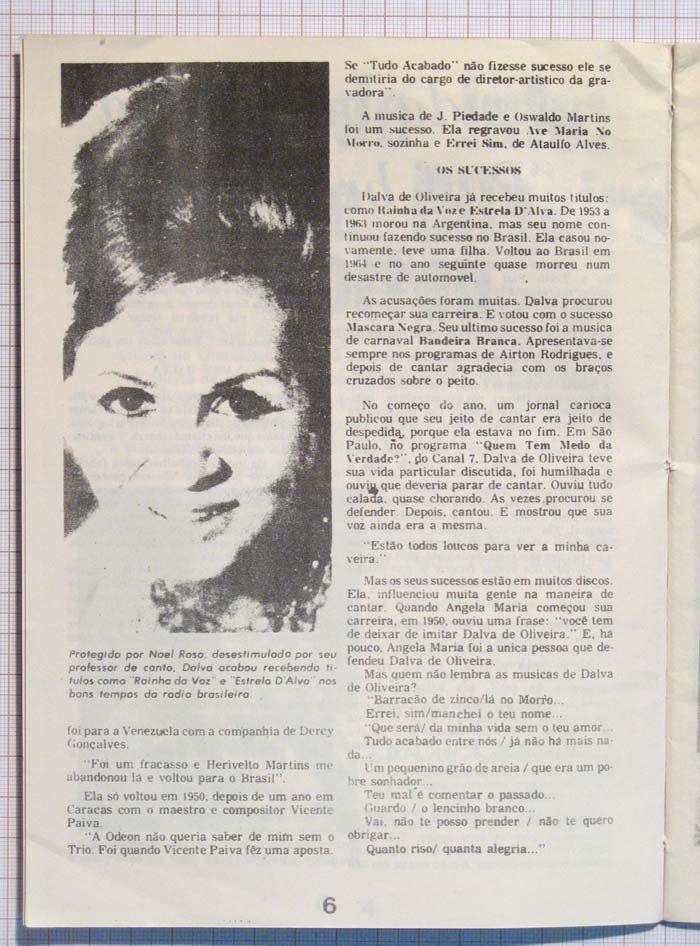 Protegido por Noel Rosa, desestimulada por seu
professor de canto, Dalva acabou recebendo ti-
tulos como "Rainha da Voz" e "Estrela D'Alva" nos
bons tempos da radio brasileira.
foi para a Venezuela com a companhia de Dercy
Gonçalves.
"Foi um fracasso e Herivelto Martins me
abandonou lá e voltou para o Brasil".
Ela só voltou em 1950, depois de um ano em
Caracas com o maestro e compositor Vicente
Paiva.
"A Odeon não queria saber de mim sem o
Trio. Foi quando Vicente Paiva fêz uma aposta.
Se "Tudo Acabado" não fizesse sucesso ele se
demitiria do cargo de diretor-artistico da gra-
vadora".
A musica de J. Piedade e Oswaldo Martins
foi um sucesso. Ela regravou Ave Maria No
Morro, sozinha e Errei Sim, de Ataulfo Alves.
OS SUCESSOS
Dalva de Oliveira já recebeu muitos titulos:
como Rainha da Voz e Estrela D'Alva. De 1953 a
1963 morou na Argentina, mas seu nome con-
tinuou fazendo sucesso no Brasil. Ela casou no-
vamente, teve uma filha. Voltou ao Brasil em
1964 e no ano seguinte quase morreu num
desastre de automovel.
As acusações foram muitas. Dalva procurou
recomeçar sua carreira. E votou com o sucesso
Mascara Negra. Seu ultimo sucesso foi a musica
de carnaval Bandeira Branca. Apresentava-se
sempre nos programas de Airton Rodrigues, e
depois de cantar agradecia com os braços
cruzados sobre o peito.
No começo do ano, um jornal carioca
publicou que seu jeito de cantar era jeito de
despedida, porque ela estava no fim. Em São
Paulo, no programa "Quem Tem Medo da
Verdade?", do Canal 7, Dalva de Oliveira teve
sua vida particular discutida, foi humilhada e
ouviu que deveria parar de cantar. Ouviu tudo
calada, quase chorando. As vezes procurou se
defender. Depois, cantou. E mostrou que sua
voz ainda era a mesma.
"Estão todos loucos para ver a minha ca-
veira."
Mas os seus sucessos estão em muitos discos.
Ela, influenciou muita gente na maneira de
cantar. Quando Angela Maria começou sua
carreira, em 1950, ouviu uma frase: "você tem
de deixar de imitar Dalva de Oliveira." E, há
pouco, Angela Maria foi a unica pessoa que de-
fendeu Dalva de Oliveira.
Mas quem não lembra as musicas de Dalva
de Oliveira?
"Barracão de zinco/lá no Morro...
Errei, sim/manchei o teu nome...
"Que será/ da minha vida sem o teu amor...
Tudo acabado entre nós / já não há mais na-
da...
Um pequenino grão de areia / que era um po-
bre sonhador...
Teu mal é comentar o passado...
Guardo / o lencinho branco...
Vai, não te posso prender / não te quero
obrigar...
Quanto riso/ quanta alegria..."
6